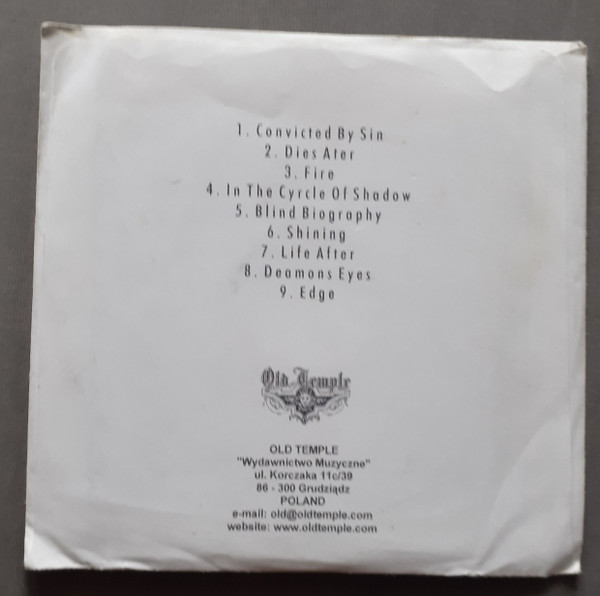 1. Convicted By Sin
2. Dies Ater
3. Fire
4. In The Cyrcle Of Shadow
5. Blind Biography
6. Shining
7. Life After
8. Deamons Eyes
9. Edge
Old Temple
OLD TEMPLE
"Wydawnictwo Muzyczne"
ul. Korczaka 11c/39
86 - 300 Grudziądz
POLAND
e-mail: old@oldtemple.com
website: www.oldtemple.com